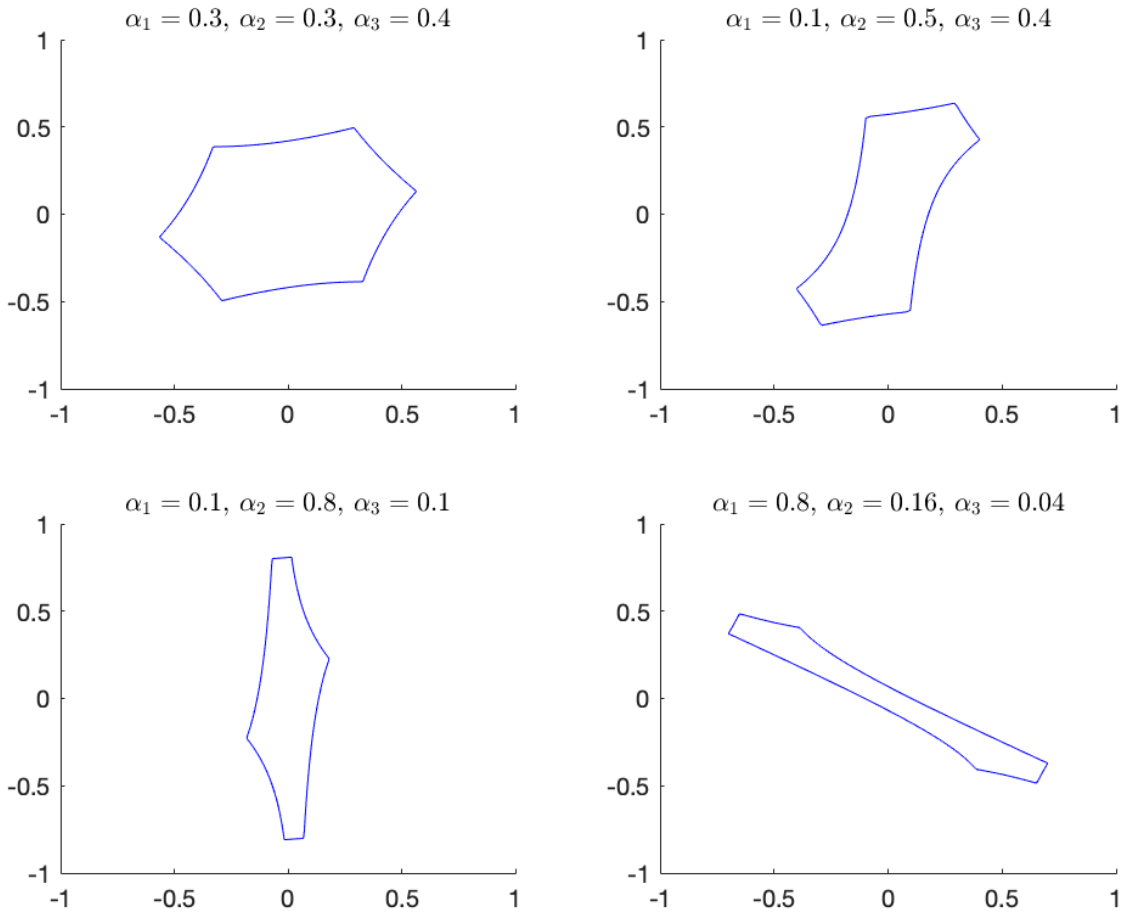 α₁ = 0.3, α₂ = 0.3, α₃ = 0.4
1
0.5
0
-0.5
-1
-1 -0.5 0 0.5 1
α₁ = 0.1, α₂ = 0.5, α₃ = 0.4
1
0.5
0
-0.5
-1
-1 -0.5 0 0.5 1
α₁ = 0.1, α₂ = 0.8, α₃ = 0.1
1
0.5
0
-0.5
-1
-1 -0.5 0 0.5 1
α₁ = 0.8, α₂ = 0.16, α₃ = 0.04
1
0.5
0
-0.5
-1
-1 -0.5 0 0.5 1